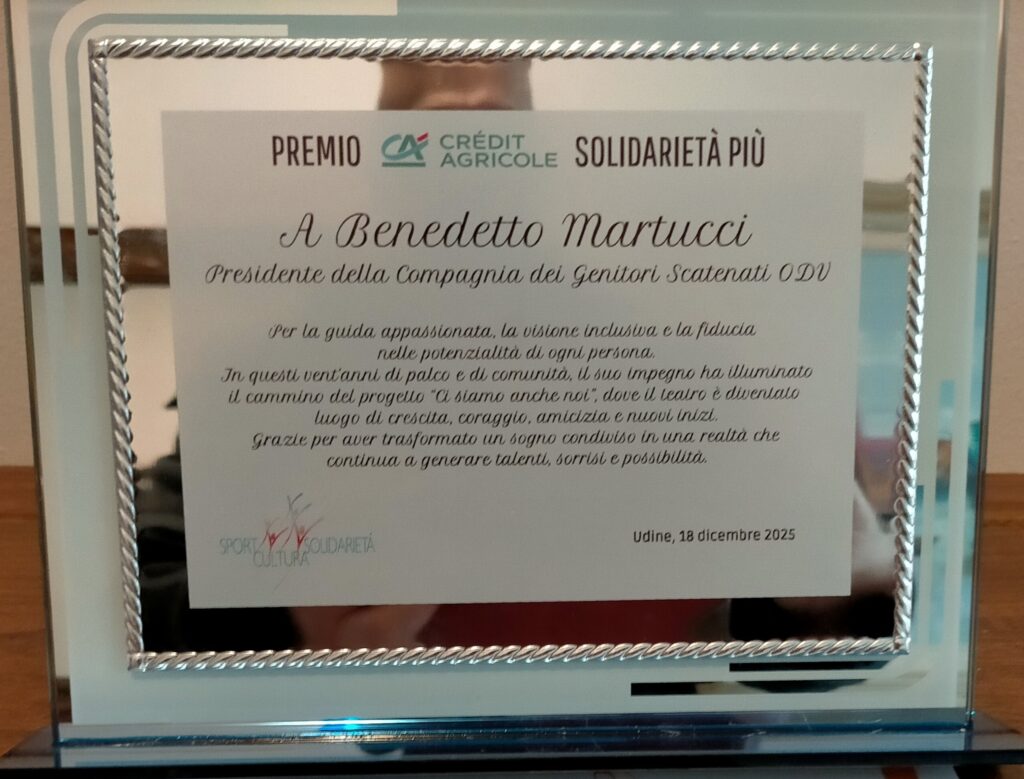 PREMIO CRÉDIT AGRICOLE SOLIDARIETÀ PIÙ
A Benedetto Martucci
Presidente della Compagnia dei Genitori Scatenati ODV
Per la guida appassionata, la visione inclusiva e la fiducia
nelle potenzialità di ogni persona.
In questi vent'anni di palco e di comunità, il suo impegno ha illuminato
il cammino del progetto "Ci siamo anche noi", dove il teatro è diventato
luogo di crescita, coraggio, amicizia e nuovi inizi.
Grazie per aver trasformato un sogno condiviso in una realtà che
continua a generare talenti, sorrisi e possibilità.
SPORT SOLIDARIETÁ
CULTURA
Udine, 18 dicembre 2025